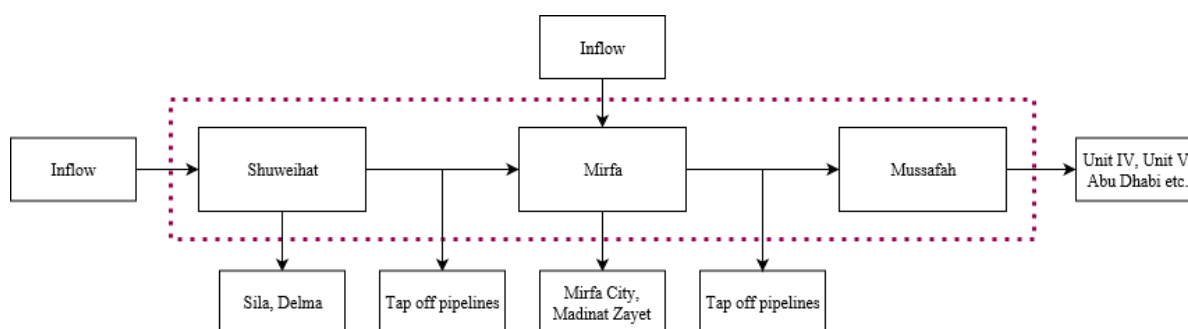 Inflow
Inflow
Shuweihat
Mirfa
Mussafah
Unit IV, Unit V,
Abu Dhabi etc.
Sila, Delma
Tap off pipelines
Mirfa City,
Madinat Zayet
Tap off pipelines